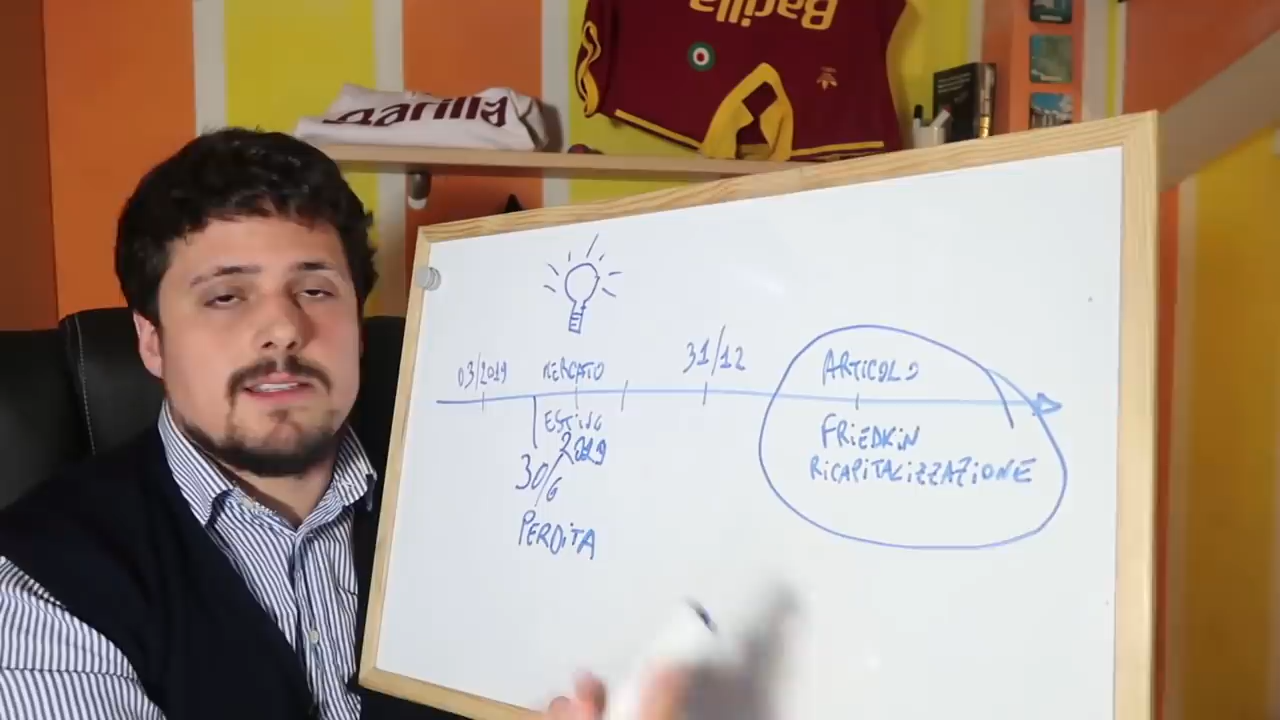 Barilla
Barilla
03/2019
MERCATO
31/12
ARTICOLO
ESTIVO
2019
30/6
PERDITA
FRIEDKIN
RICAPITALIZZAZIONE